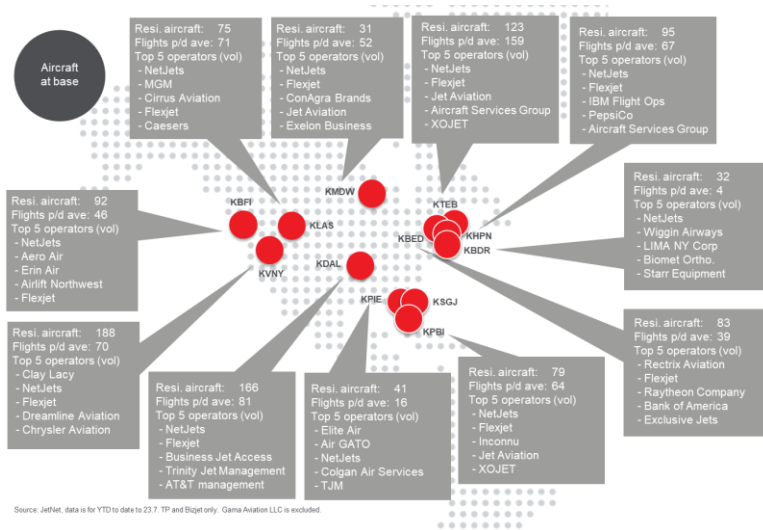 Aircraft
at base
Resi. aircraft: 75
Flights p/d ave: 71
Top 5 operators (vol)
- NetJets
- MGM
- Cirrus Aviation
- Flexjet
- Caesers
Resi. aircraft: 31
Flights p/d ave: 52
Top 5 operators (vol)
- NetJets
- Flexjet
- ConAgra Brands
- Jet Aviation
- Exelon Business
Resi. aircraft: 123
Flights p/d ave: 159
Top 5 operators (vol)
- NetJets
- Flexjet
- Jet Aviation
- Aircraft Services Group
- XOJET
Resi. aircraft: 95
Flights p/d ave: 67
Top 5 operators (vol)
- NetJets
- Flexjet
- IBM Flight Ops
- PepsiCo
- Aircraft Services Group
KMDW
KTEB
KBFI
KLAS
KHPN
KBED
KBDR
KVNY
KDAL
KPIE
KSGJ
KPBI
Resi. aircraft: 92
Flights p/d ave: 46
Top 5 operators (vol)
- NetJets
- Aero Air
- Erin Air
- Airlift Northwest
- Flexjet
Resi. aircraft: 32
Flights p/d ave: 4
Top 5 operators (vol)
- NetJets
- Wiggin Airways
- LIMA NY Corp
- Biomet Ortho.
- Starr Equipment
Resi. aircraft: 188
Flights p/d ave: 70
Top 5 operators (vol)
- Clay Lacy
- NetJets
- Flexjet
- Dreamline Aviation
- Chrysler Aviation
Resi. aircraft: 166
Flights p/d ave: 81
Top 5 operators (vol)
- NetJets
- Flexjet
- Business Jet Access
- Trinity Jet Management
- AT&T management
Resi. aircraft: 41
Flights p/d ave: 16
Top 5 operators (vol)
- Elite Air
- Air GATO
- NetJets
- Colgan Air Services
- TJM
Resi. aircraft: 79
Flights p/d ave: 64
Top 5 operators (vol)
- NetJets
- Flexjet
- Inconnu
- Jet Aviation
- XOJET
Resi. aircraft: 83
Flights p/d ave: 39
Top 5 operators (vol)
- Rectrix Aviation
- Flexjet
- Raytheon Company
- Bank of America
- Exclusive Jets
Source: JetNet, data is for YTD to date to 23.7. TP and Bizjet only. Gama Aviation LLC is excluded.